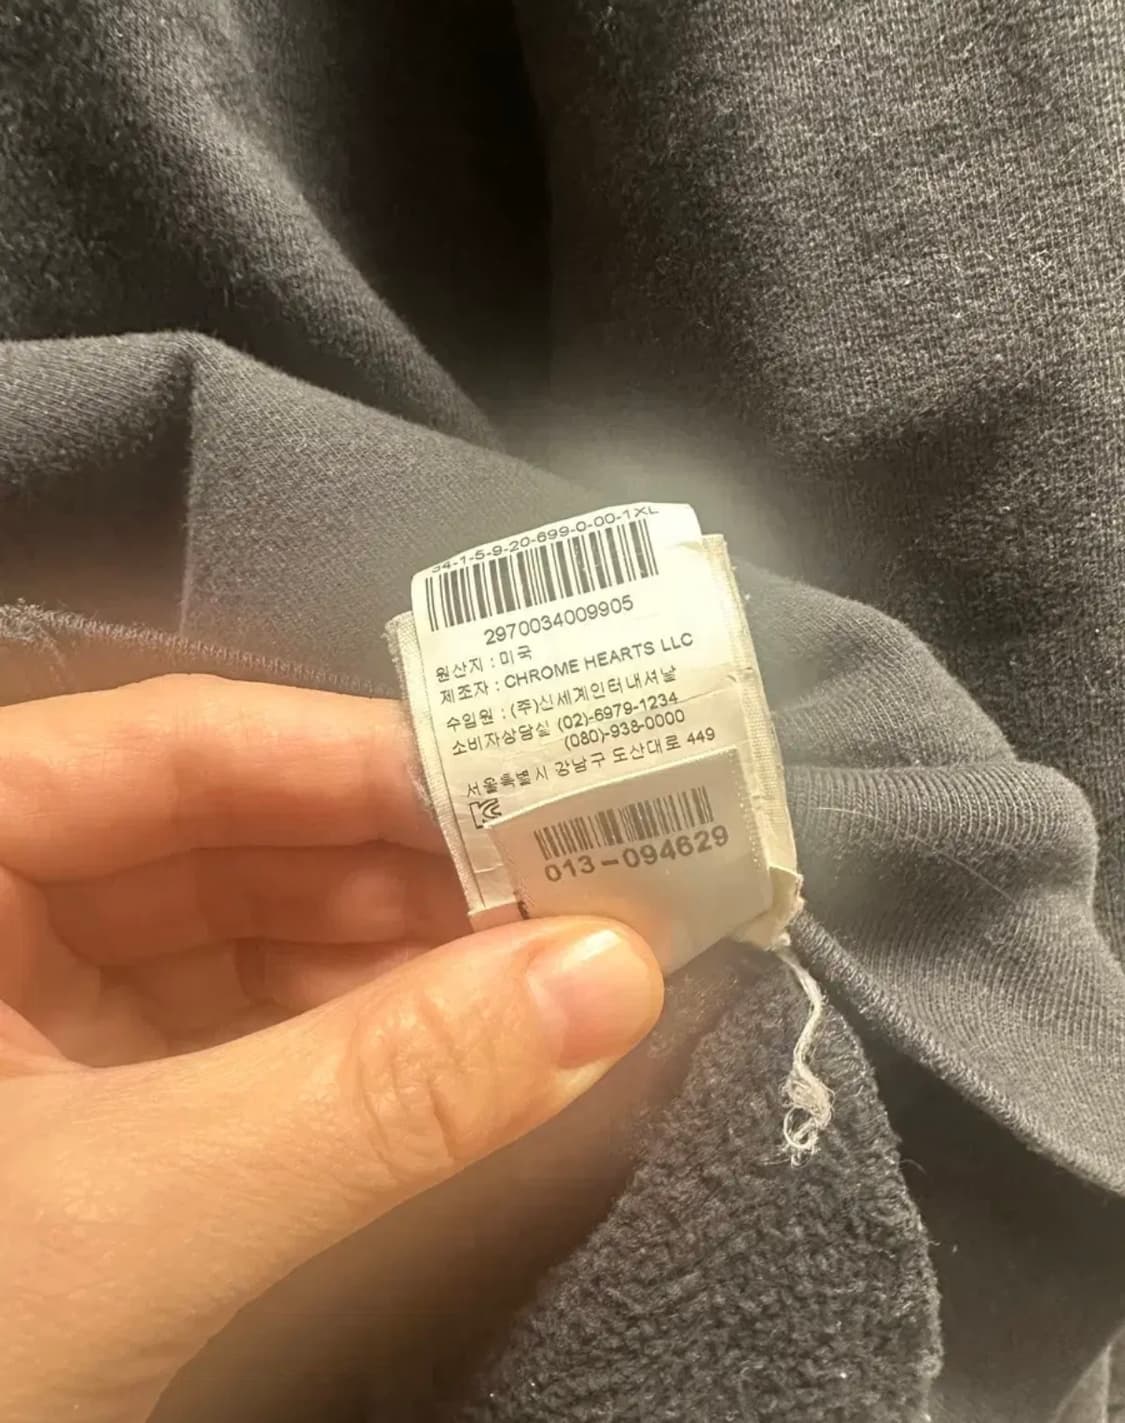 34-1-5-9-20-699-0-00-1XL
2970034009905
원산지 : 미국
제조자 : CHROME HEARTS LLC
수입원 : (주)신세계인터내셔날
소비자상담실 (02)-6979-1234
(080)-938-0000
서울특별시 강남구 도산대로 449
013-094629